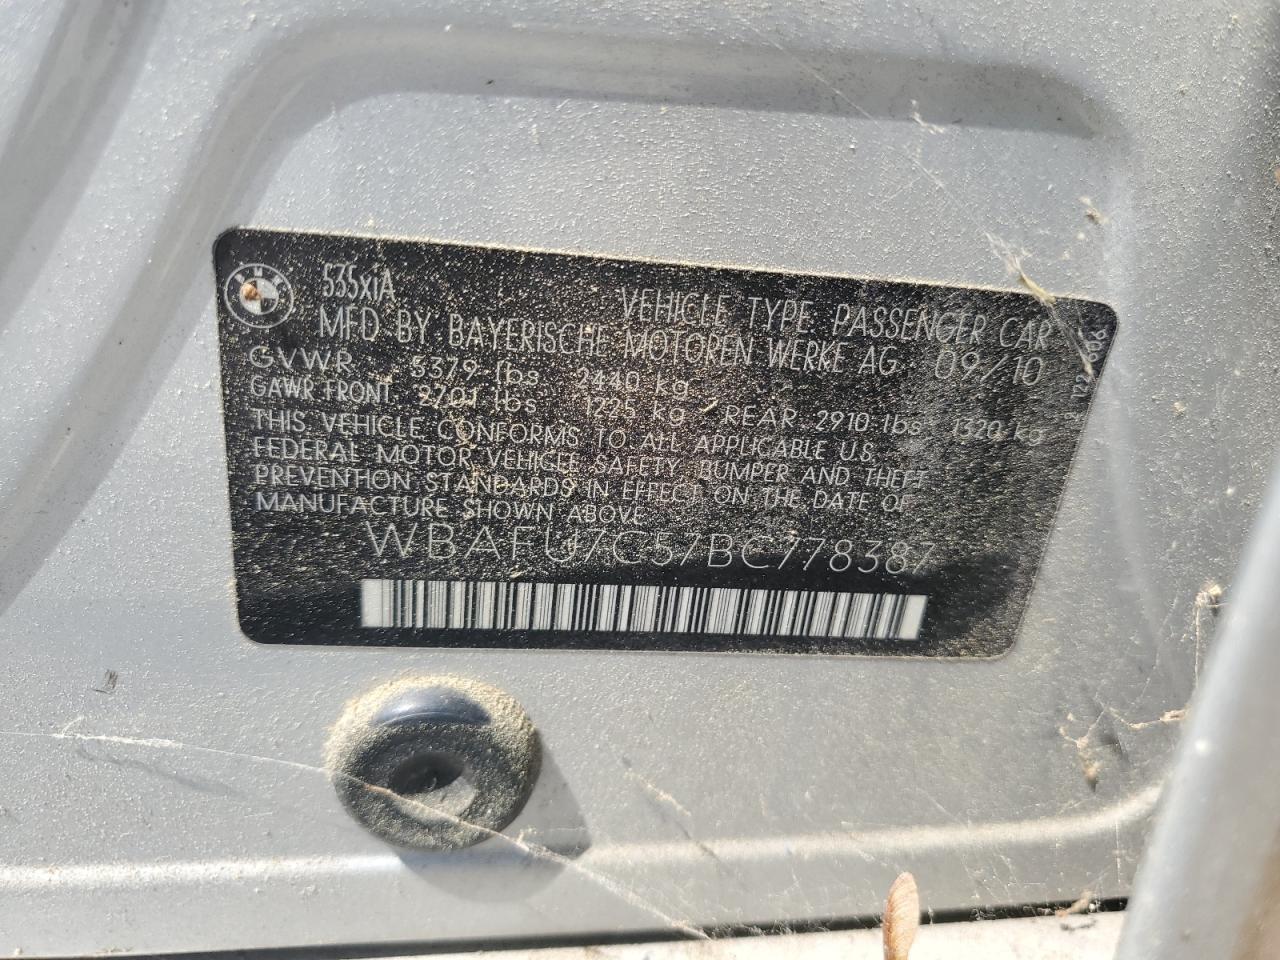 535xiA
VEHICLE TYPE PASSENGER CAR
MFD BY BAYERISCHE MOTOREN WERKE AG 09/10
GVWR 5379 lbs 2440 kg
GAWR FRONT 2701 lbs 1225 kg / REAR 2910 lbs 1320 kg
THIS VEHICLE CONFORMS TO ALL APPLICABLE U.S.
FEDERAL MOTOR VEHICLE SAFETY, BUMPER AND THEFT
PREVENTION STANDARDS IN EFFECT ON THE DATE OF
MANUFACTURE SHOWN ABOVE
WBAFU7C57BC778387